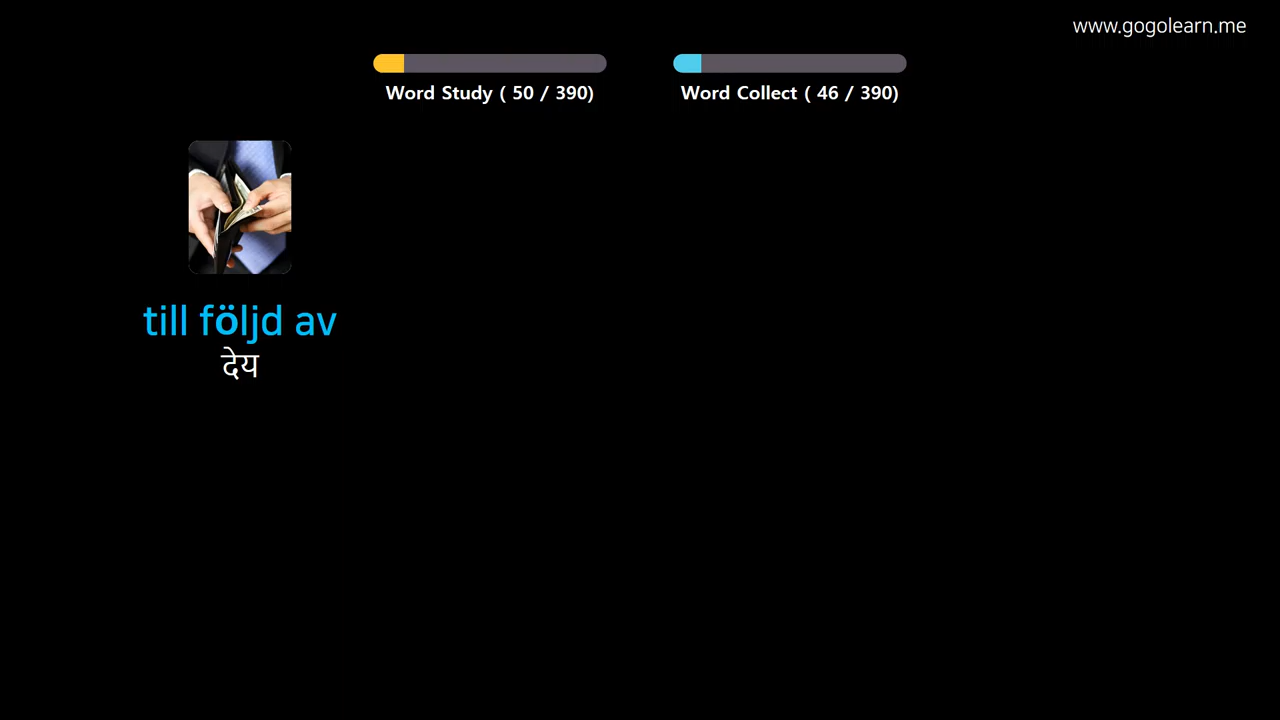 www.gogolearn.me
Word Study ( 50 / 390)
Word Collect ( 46 / 390)
till följd av
देय